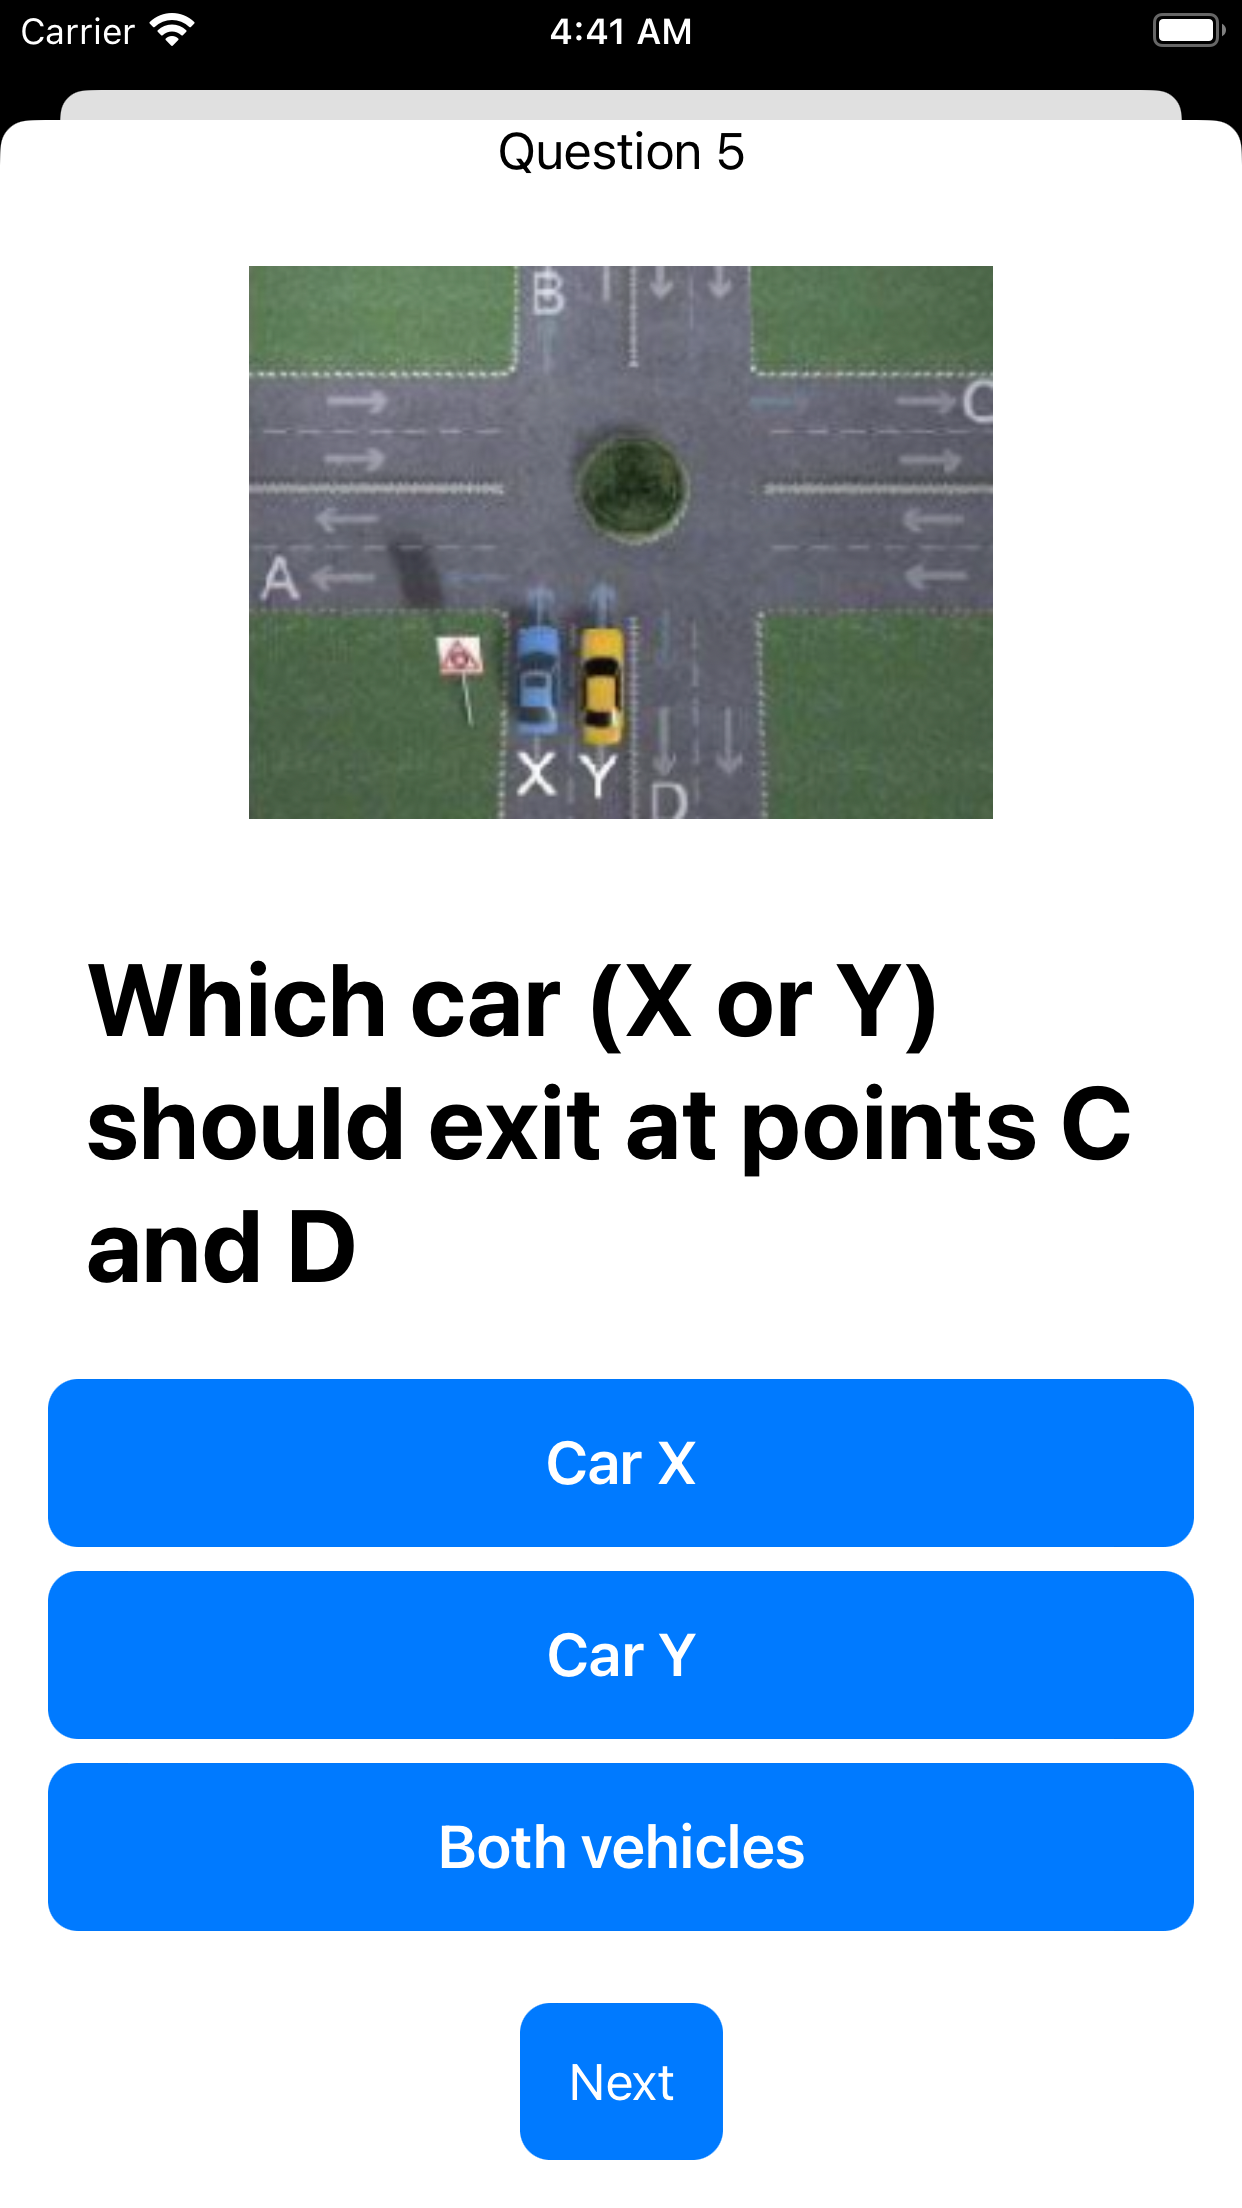 Carrier
4:41 AM
Question 5
B
C
A
X Y
D
Which car (X or Y)
should exit at points C
and D
Car X
Car Y
Both vehicles
Next